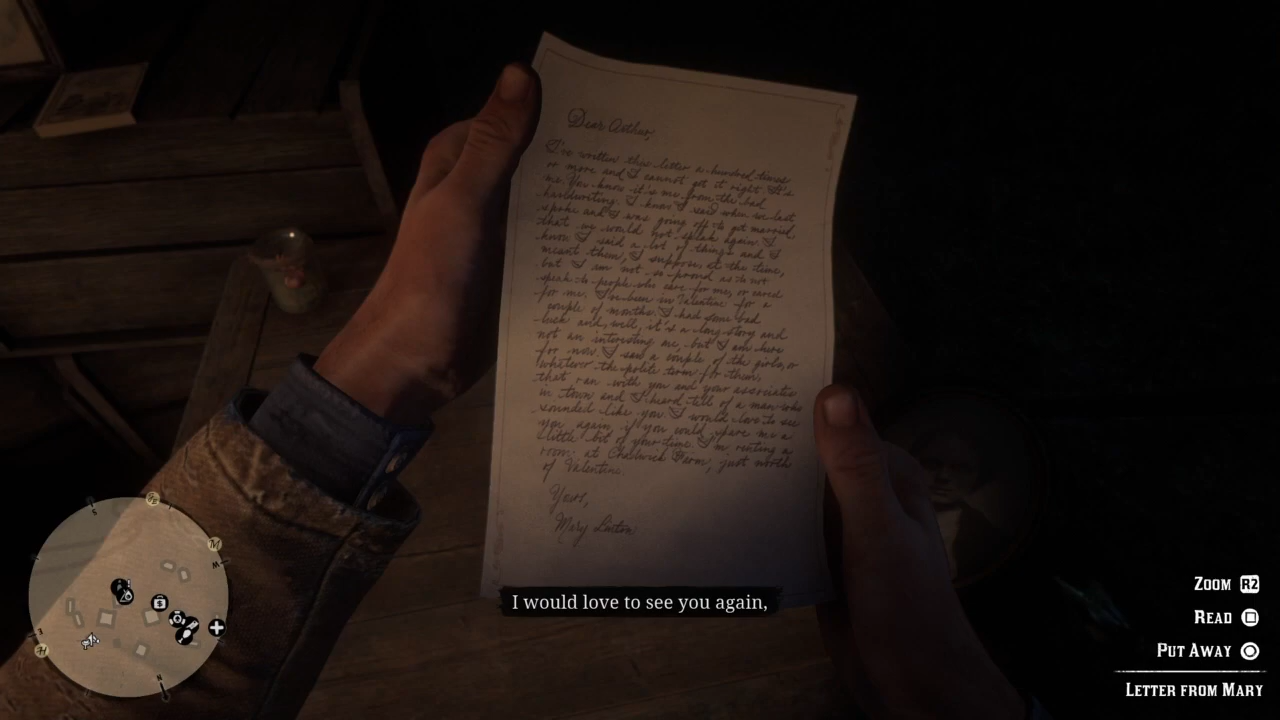 Dear Arthur,
I've written this letter a hundred times
or more and I cannot get it right. It's
me. You know it's me from the bad
handwriting. I know I said when we last
spoke and I was going off to get married,
that we would not speak again. I
know I said a lot of things and I
meant them, I suppose, at the time,
but I am not so proud as to not
speak to people who care for me, or cared
for me. I've been in Valentine for a
couple of months. I had some bad
luck and, well, it's a long story and
not an interesting one, but I am here
for now. I saw a couple of the girls, or
whatever the polite term for them,
that ran with you and your associates
in town and I heard tell of a man who
sounded like you. I would love to see
you again, if you could spare me a
little bit of your time. I'm renting a
room at Chadwick Farm, just north
of Valentine.
Yours,
Mary Linton
I would love to see you again,
ZOOM R2
READ
PUT AWAY
LETTER FROM MARY
S
E
M
W
E
H
N